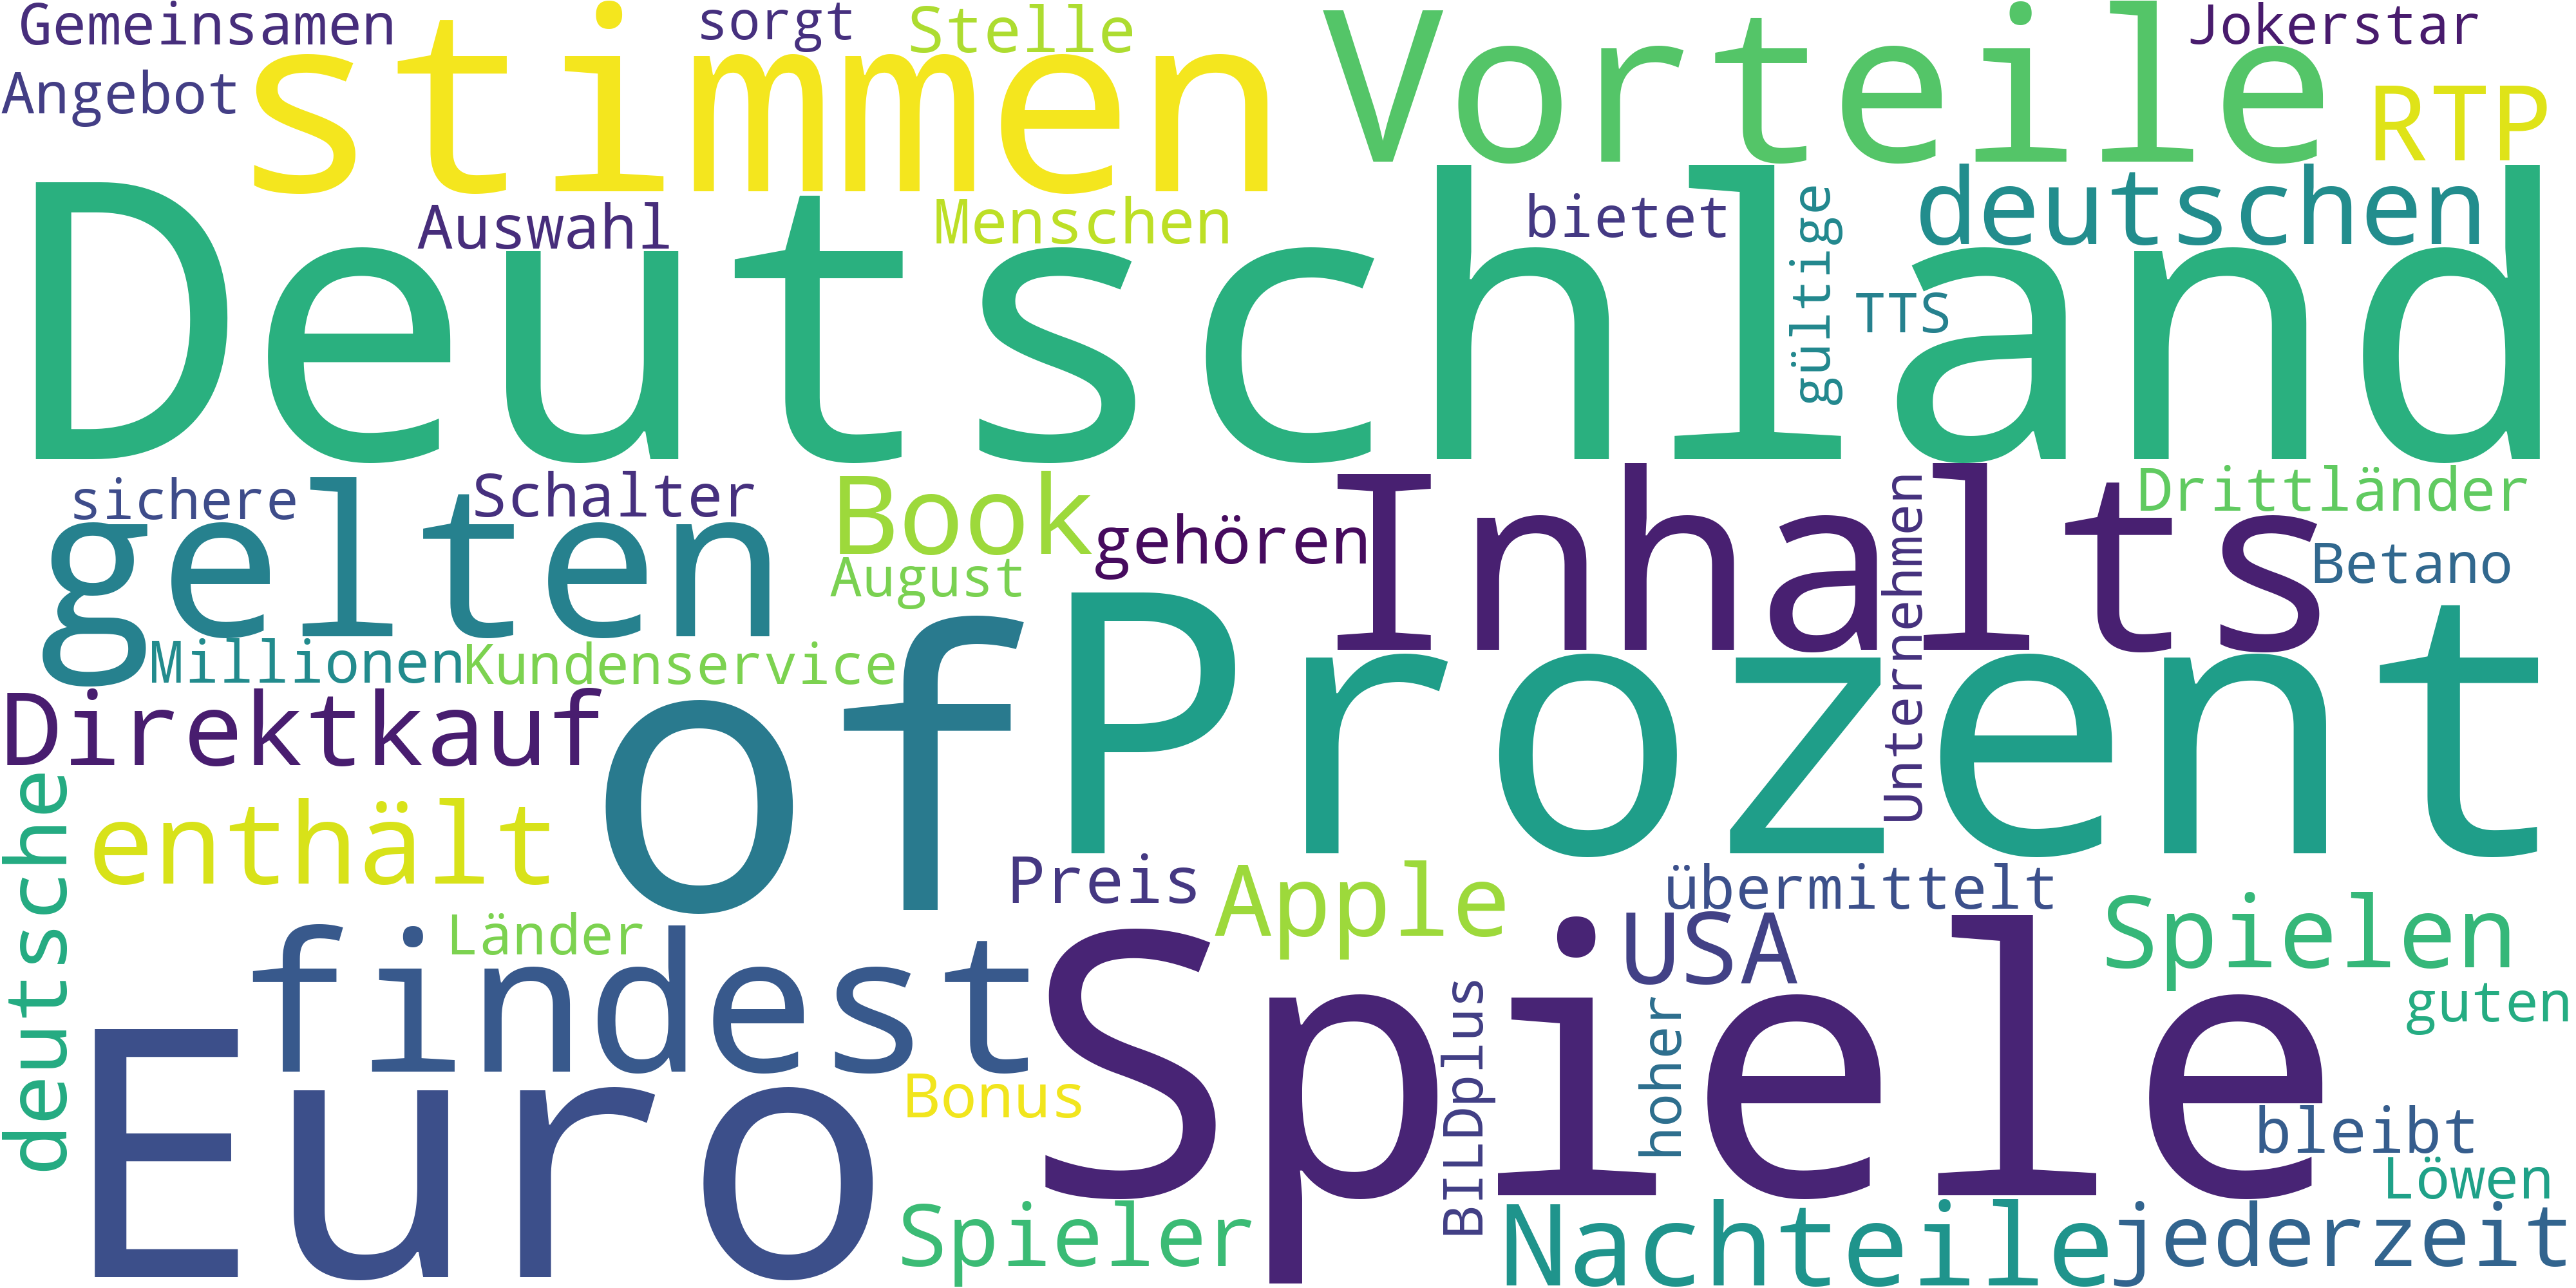 Gemeinsamen
sorgt
Stelle
Jokerstar
Angebot
stimmen
Vorteile
RTP
Auswahl
Menschen
bietet
gültige
deutschen
Deutschland
TTS
sichere
Schalter
Book
gehören
Inhalts
Drittländer
gelten
August
Unternehmen
Betano
Millionen
Kundenservice
of
Prozent
Direktkauf
deutsche
enthält
Preis
Apple
übermittelt
USA
Spielen
Länder
findest
Spiele
BILDplus
hoher
guten
Euro
Bonus
bleibt
Löwen
Spieler
Nachteile
jederzeit